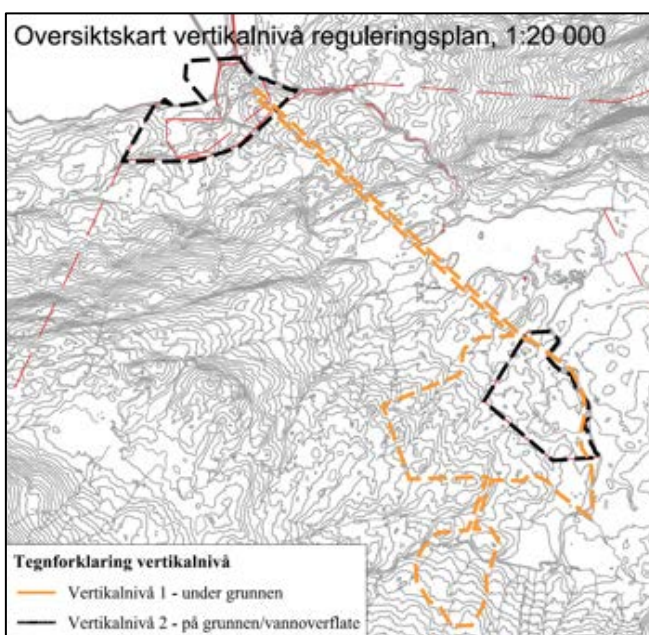 Oversiktskart vertikalnivå reguleringsplan, 1:20 000
Tegnforklaring vertikalnivå
Vertikalnivå 1 - under grunnen
Vertikalnivå 2 - på grunnen/vannoverflate